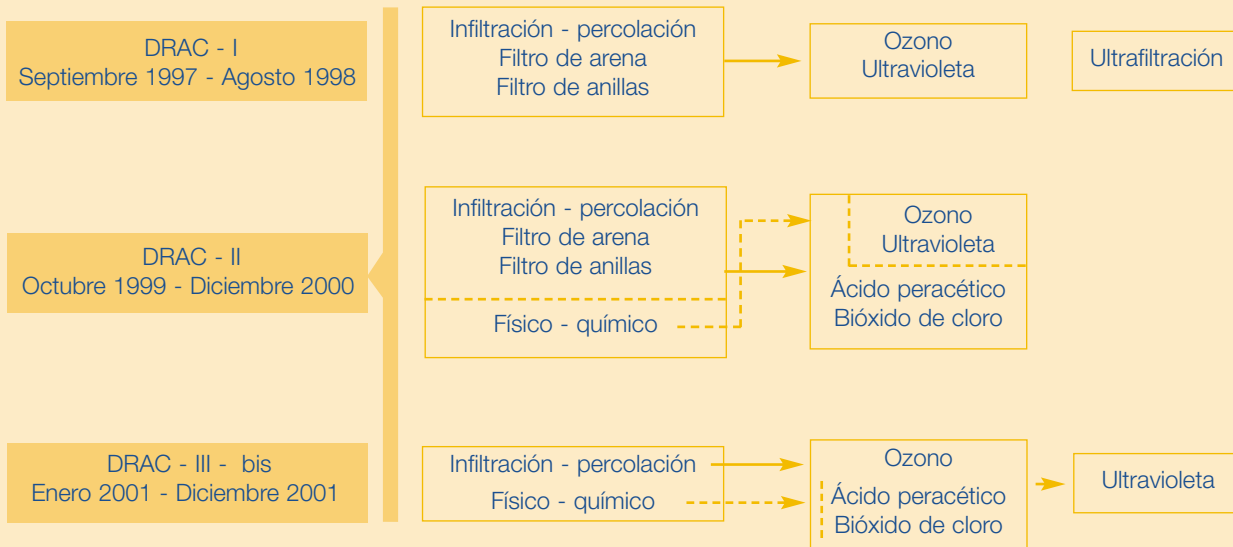 DRAC - I
Septiembre 1997 - Agosto 1998
Infiltración - percolación
Filtro de arena
Filtro de anillas
Ozono
Ultravioleta
Ultrafiltración
DRAC - II
Octubre 1999 - Diciembre 2000
Infiltración - percolación
Filtro de arena
Filtro de anillas
Físico - químico
Ozono
Ultravioleta
Ácido peracético
Bióxido de cloro
DRAC - III - bis
Enero 2001 - Diciembre 2001
Infiltración - percolación
Físico - químico
Ozono
Ácido peracético
Bióxido de cloro
Ultravioleta